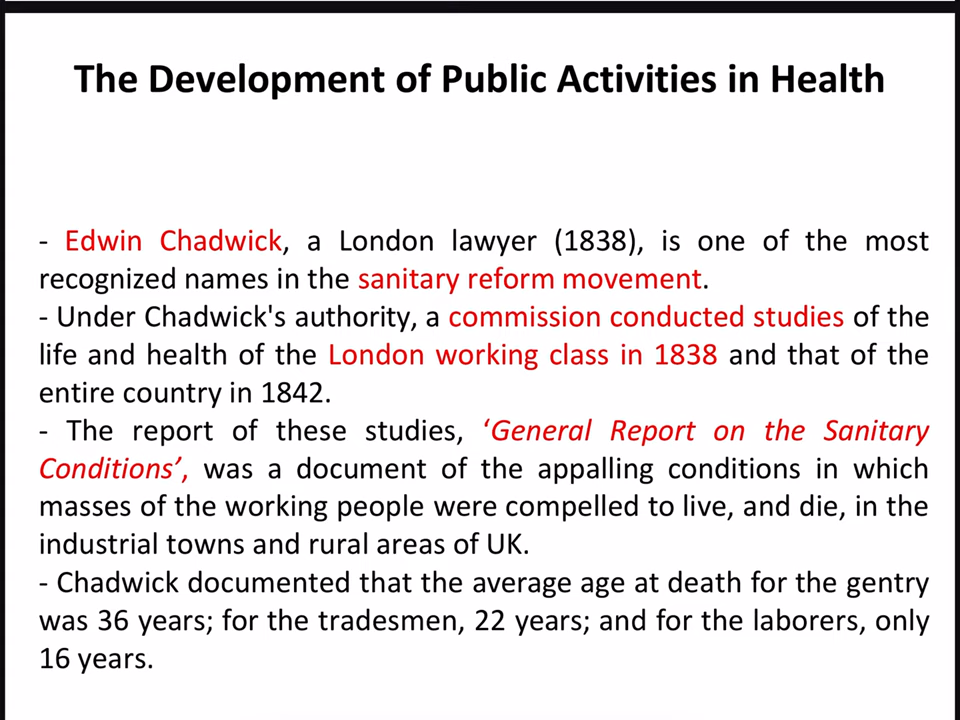 The Development of Public Activities in Health
- Edwin Chadwick, a London lawyer (1838), is one of the most
recognized names in the sanitary reform movement.
- Under Chadwick's authority, a commission conducted studies of the
life and health of the London working class in 1838 and that of the
entire country in 1842.
- The report of these studies, ‘General Report on the Sanitary
Conditions’, was a document of the appalling conditions in which
masses of the working people were compelled to live, and die, in the
industrial towns and rural areas of UK.
- Chadwick documented that the average age at death for the gentry
was 36 years; for the tradesmen, 22 years; and for the laborers, only
16 years.